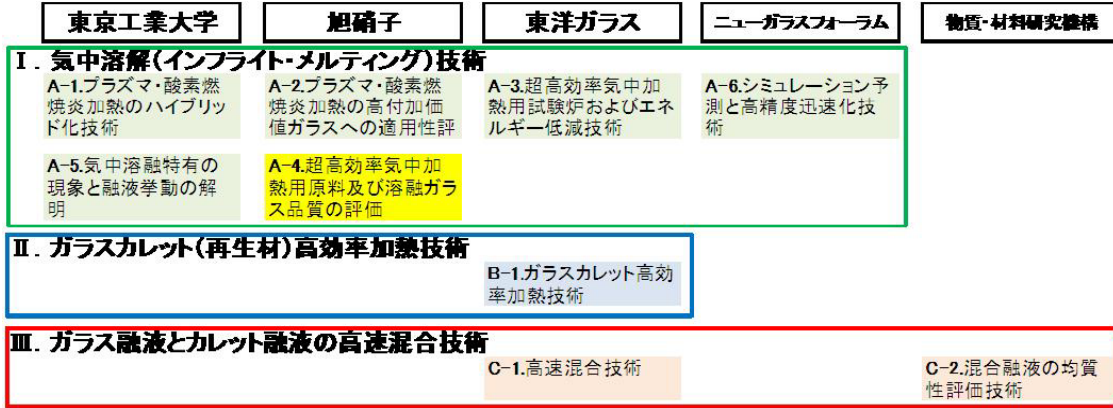 東京工業大学
旭硝子
東洋ガラス
ニューガラスフォーラム
物質・材料研究機構
Ⅰ. 気中溶解(インフライト・メルティング)技術
A-1.プラズマ・酸素燃
焼炎加熱のハイブリッ
ド化技術
A-2.プラズマ・酸素燃
焼炎加熱の高付加価
値ガラスへの適用性評
A-3.超高効率気中加
熱用試験炉およびエネ
ルギー低減技術
A-6.シミュレーション予
測と高精度迅速化技
術
A-5.気中溶融特有の
現象と融液挙動の解
明
A-4.超高効率気中加
熱用原料及び溶融ガラ
ス品質の評価
Ⅱ. ガラスカレット(再生材)高効率加熱技術
B-1.ガラスカレット高効
率加熱技術
Ⅲ. ガラス融液とカレット融液の高速混合技術
C-1.高速混合技術
C-2.混合融液の均質
性評価技術